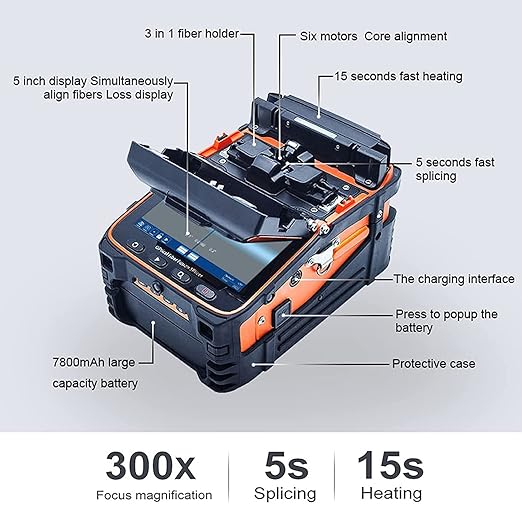 3 in 1 fiber holder
Six motors Core alignment
15 seconds fast heating
5 inch display Simultaneously
align fibers Loss display
5 seconds fast
splicing
The charging interface
Press to popup the
battery
Protective case
7800mAh large
capacity battery
300x
Focus magnification
5s
Splicing
15s
Heating